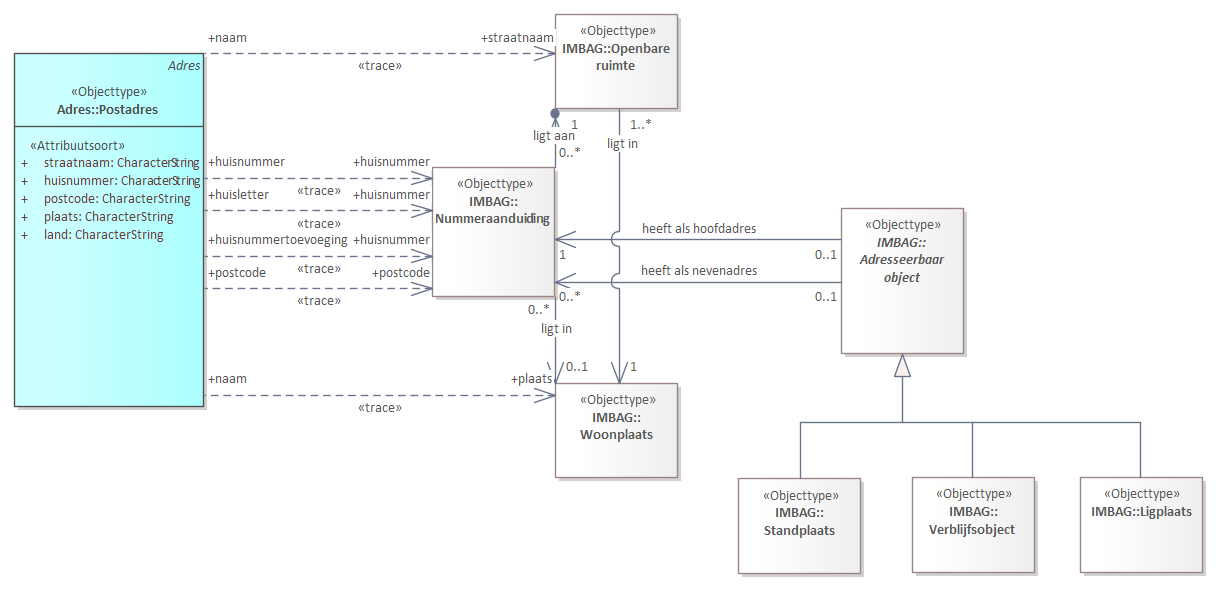 +naam
+straatnaam
«trace»
«Objecttype»
IMBAG::Openbare
ruimte
Adres
«Objecttype»
Adres::Postadres
«Attribuutsoort»
+ straatnaam: CharacterString
+ huisnummer: CharacterString
+ postcode: CharacterString
+ plaats: CharacterString
+ land: CharacterString
1
ligt aan
0..*
1..*
ligt in
+huisnummer
+huisnummer
«trace»
+huisletter
+huisnummer
«trace»
+huisnummertoevoeging
+huisnummer
«trace»
+postcode
+postcode
«trace»
«Objecttype»
IMBAG::
Nummeraanduiding
heeft als hoofdadres
1
0..1
heeft als nevenadres
0..*
0..1
«Objecttype»
IMBAG::
Adresseerbaar
object
0..*
ligt in
0..1
1
+naam
+plaats
«trace»
«Objecttype»
IMBAG::
Woonplaats
«Objecttype»
IMBAG::
Standplaats
«Objecttype»
IMBAG::
Verblijfsobject
«Objecttype»
IMBAG::Ligplaats